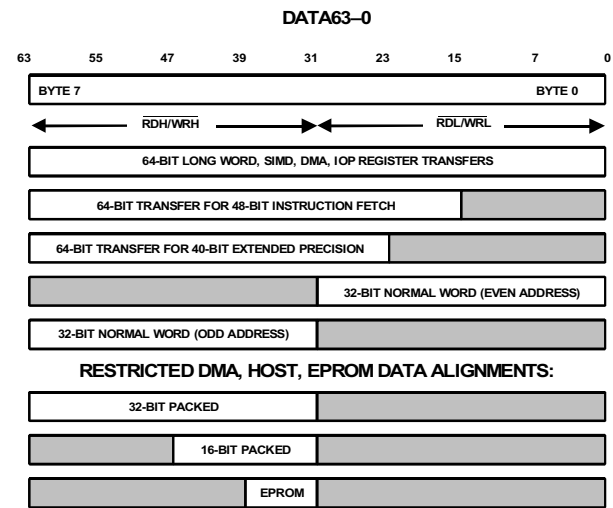 DATA63–0
63 55 47 39 31 23 15 7 0
BYTE 7 BYTE 0
RDH/WRH RDL/WRL
64-BIT LONG WORD, SIMD, DMA, IOP REGISTER TRANSFERS
64-BIT TRANSFER FOR 48-BIT INSTRUCTION FETCH
64-BIT TRANSFER FOR 40-BIT EXTENDED PRECISION
32-BIT NORMAL WORD (EVEN ADDRESS)
32-BIT NORMAL WORD (ODD ADDRESS)
RESTRICTED DMA, HOST, EPROM DATA ALIGNMENTS:
32-BIT PACKED
16-BIT PACKED
EPROM